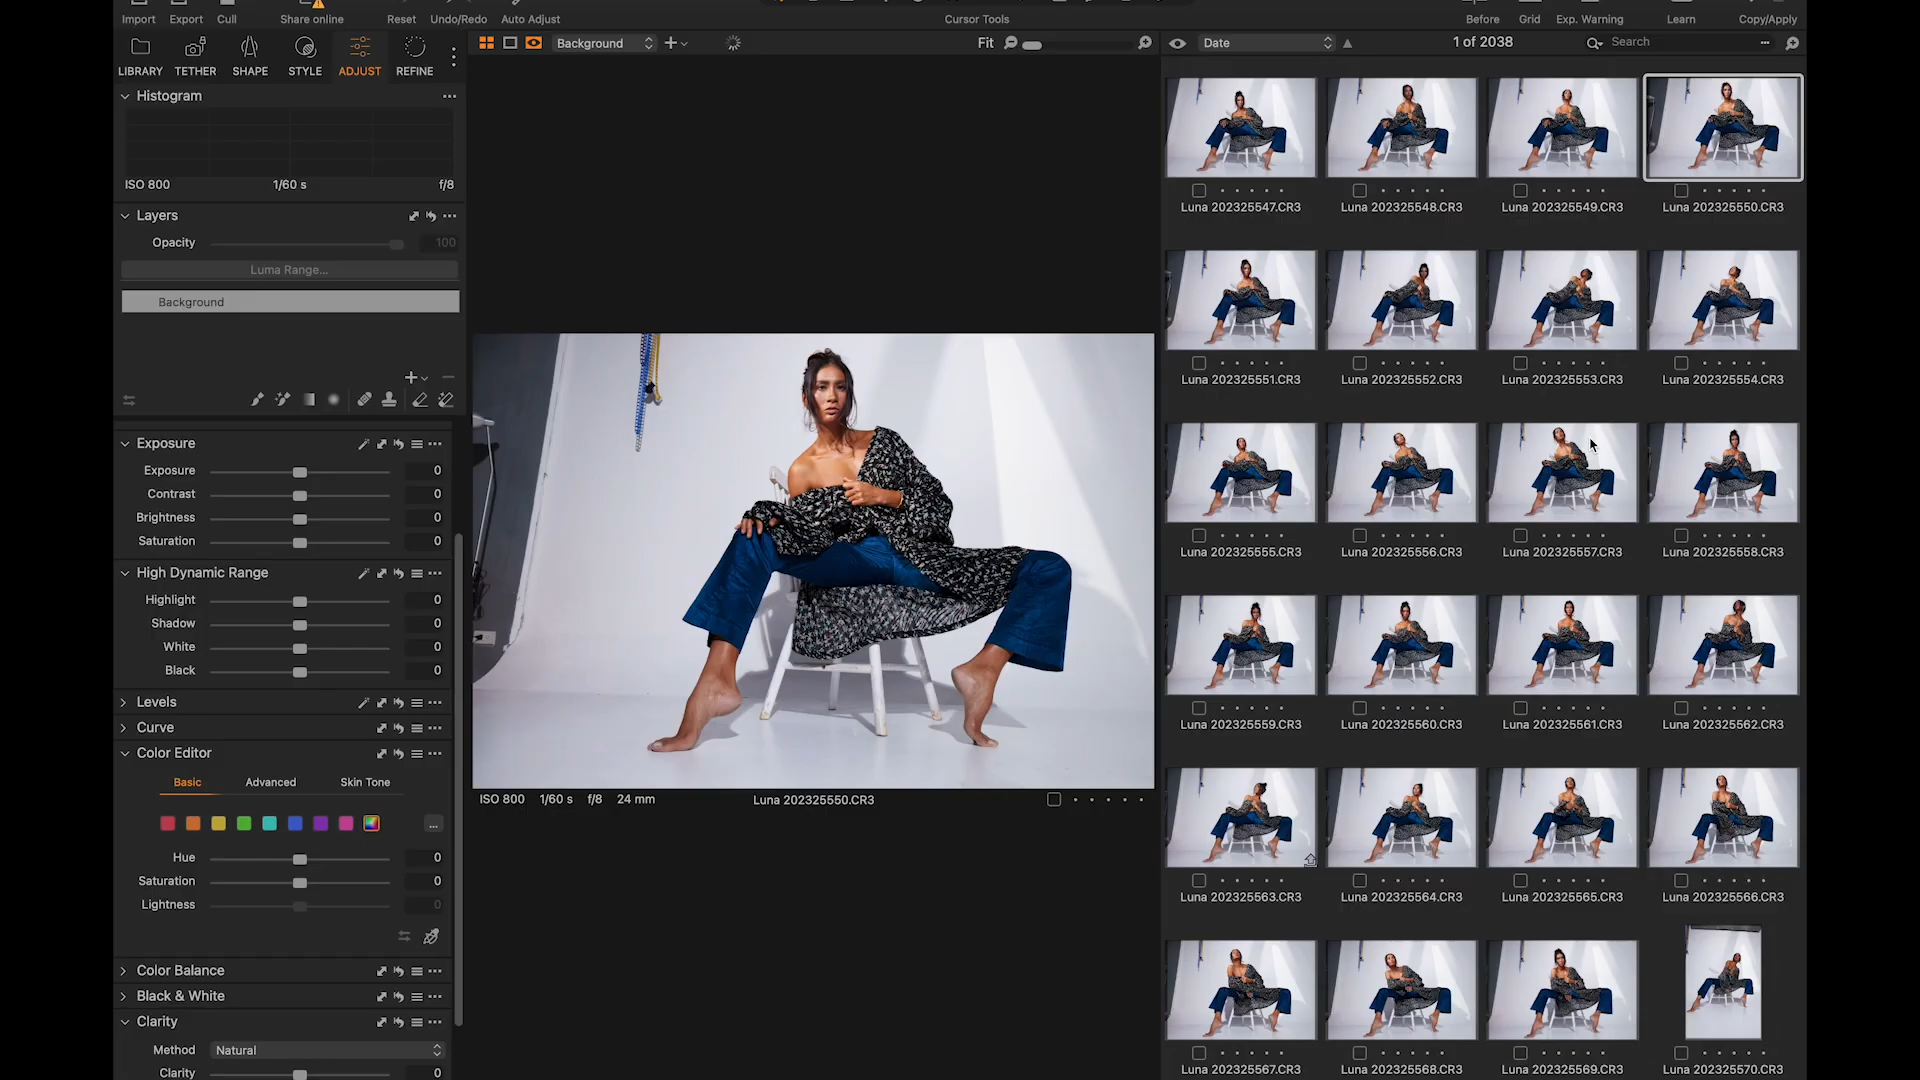 Import Export Cull Share online Reset Undo/Redo Auto Adjust Cursor Tools Before Grid Exp. Warning Learn Copy/Apply
LIBRARY TETHER SHAPE STYLE ADJUST REFINE
Background
Fit
Date
1 of 2038
Search
Histogram
ISO 800 1/60 s f/8
Layers
Opacity 100
Luma Range...
Background
Exposure
Exposure 0
Contrast 0
Brightness 0
Saturation 0
High Dynamic Range
Highlight 0
Shadow 0
White 0
Black 0
Levels
Curve
Color Editor
Basic Advanced Skin Tone
Hue 0
Saturation 0
Lightness 0
Color Balance
Black & White
Clarity
Method Natural
Clarity 0
ISO 800 1/60 s f/8 24 mm Luna 202325550.CR3
Luna 202325547.CR3 Luna 202325548.CR3 Luna 202325549.CR3 Luna 202325550.CR3
Luna 202325551.CR3 Luna 202325552.CR3 Luna 202325553.CR3 Luna 202325554.CR3
Luna 202325555.CR3 Luna 202325556.CR3 Luna 202325557.CR3 Luna 202325558.CR3
Luna 202325559.CR3 Luna 202325560.CR3 Luna 202325561.CR3 Luna 202325562.CR3
Luna 202325563.CR3 Luna 202325564.CR3 Luna 202325565.CR3 Luna 202325566.CR3
Luna 202325567.CR3 Luna 202325568.CR3 Luna 202325569.CR3 Luna 202325570.CR3